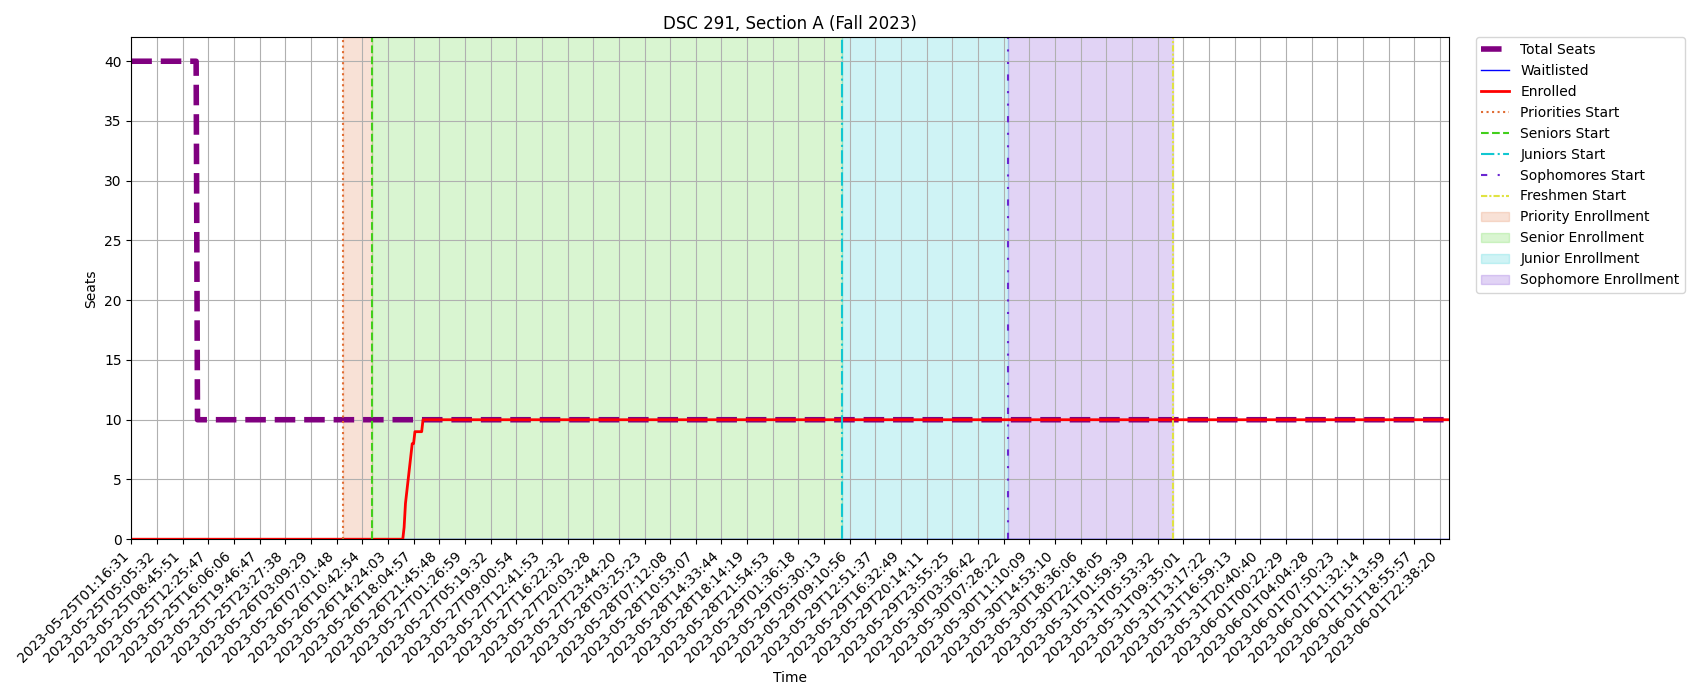 DSC 291, Section A (Fall 2023)
Total Seats
Waitlisted
Enrolled
Priorities Start
Seniors Start
Juniors Start
Sophomores Start
Freshmen Start
Priority Enrollment
Senior Enrollment
Junior Enrollment
Sophomore Enrollment
Seats
40
35
30
25
20
15
10
5
0
2023-05-25T01:16:31
2023-05-25T05:05:32
2023-05-25T08:45:51
2023-05-25T12:25:47
2023-05-25T16:06:06
2023-05-25T19:46:47
2023-05-25T23:27:38
2023-05-26T03:09:29
2023-05-26T07:01:48
2023-05-26T10:42:54
2023-05-26T14:24:03
2023-05-26T18:04:57
2023-05-26T21:45:48
2023-05-27T01:26:59
2023-05-27T05:19:32
2023-05-27T09:00:54
2023-05-27T12:41:53
2023-05-27T16:22:32
2023-05-27T20:03:28
2023-05-27T23:44:20
2023-05-28T03:25:23
2023-05-28T07:12:08
2023-05-28T10:53:07
2023-05-28T14:33:44
2023-05-28T18:14:19
2023-05-28T21:54:53
2023-05-29T01:36:18
2023-05-29T05:30:13
2023-05-29T09:10:56
2023-05-29T12:51:37
2023-05-29T16:32:49
2023-05-29T20:14:11
2023-05-29T23:55:25
2023-05-30T03:36:42
2023-05-30T07:28:22
2023-05-30T11:10:09
2023-05-30T14:53:10
2023-05-30T18:36:06
2023-05-30T22:18:05
2023-05-31T01:59:39
2023-05-31T05:53:32
2023-05-31T09:35:01
2023-05-31T13:17:22
2023-05-31T16:59:13
2023-05-31T20:40:40
2023-06-01T00:22:29
2023-06-01T04:04:28
2023-06-01T07:50:23
2023-06-01T11:32:14
2023-06-01T15:13:59
2023-06-01T18:55:57
2023-06-01T22:38:20
Time